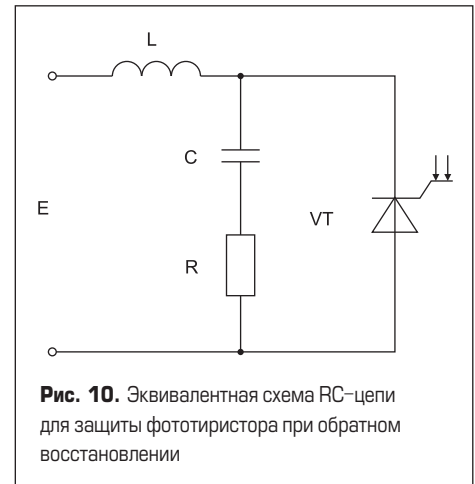 L
C
E
VT
R
Рис. 10. Эквивалентная схема RC-цепи
для защиты фототиристора при обратном
восстановлении